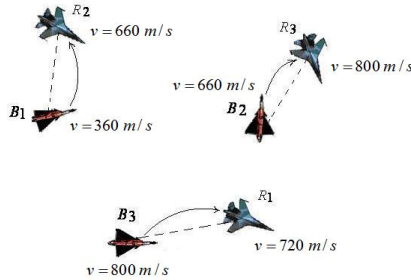 R2
v = 660 m/s
B1
v = 360 m/s
R3
v = 660 m/s
v = 800 m/s
B2
B3
R1
v = 720 m/s
v = 800 m/s